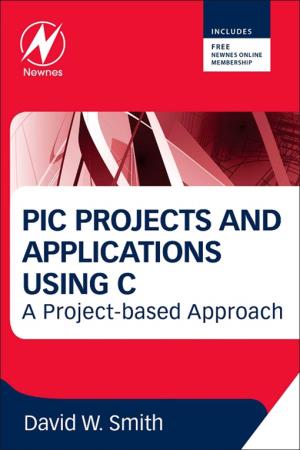 Newnes
INCLUDES
FREE
NEWNES ONLINE
MEMBERSHIP
PIC PROJECTS AND
APPLICATIONS
USING C
A Project-based Approach
David W. Smith